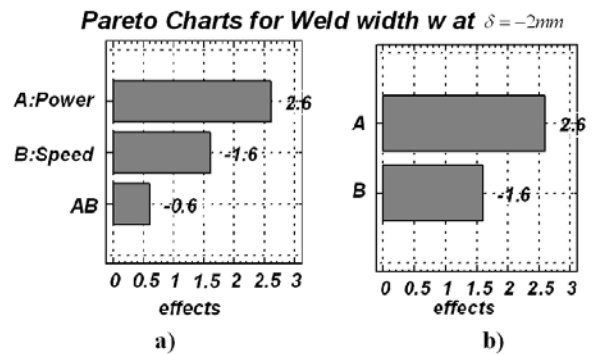 Pareto Charts for Weld width w at δ = −2mm
A:Power
2.6
B:Speed
-1.6
AB
-0.6
0 0.5 1 1.5 2 2.5 3
effects
a)
A
2.6
B
-1.6
0 0.5 1 1.5 2 2.5 3
effects
b)